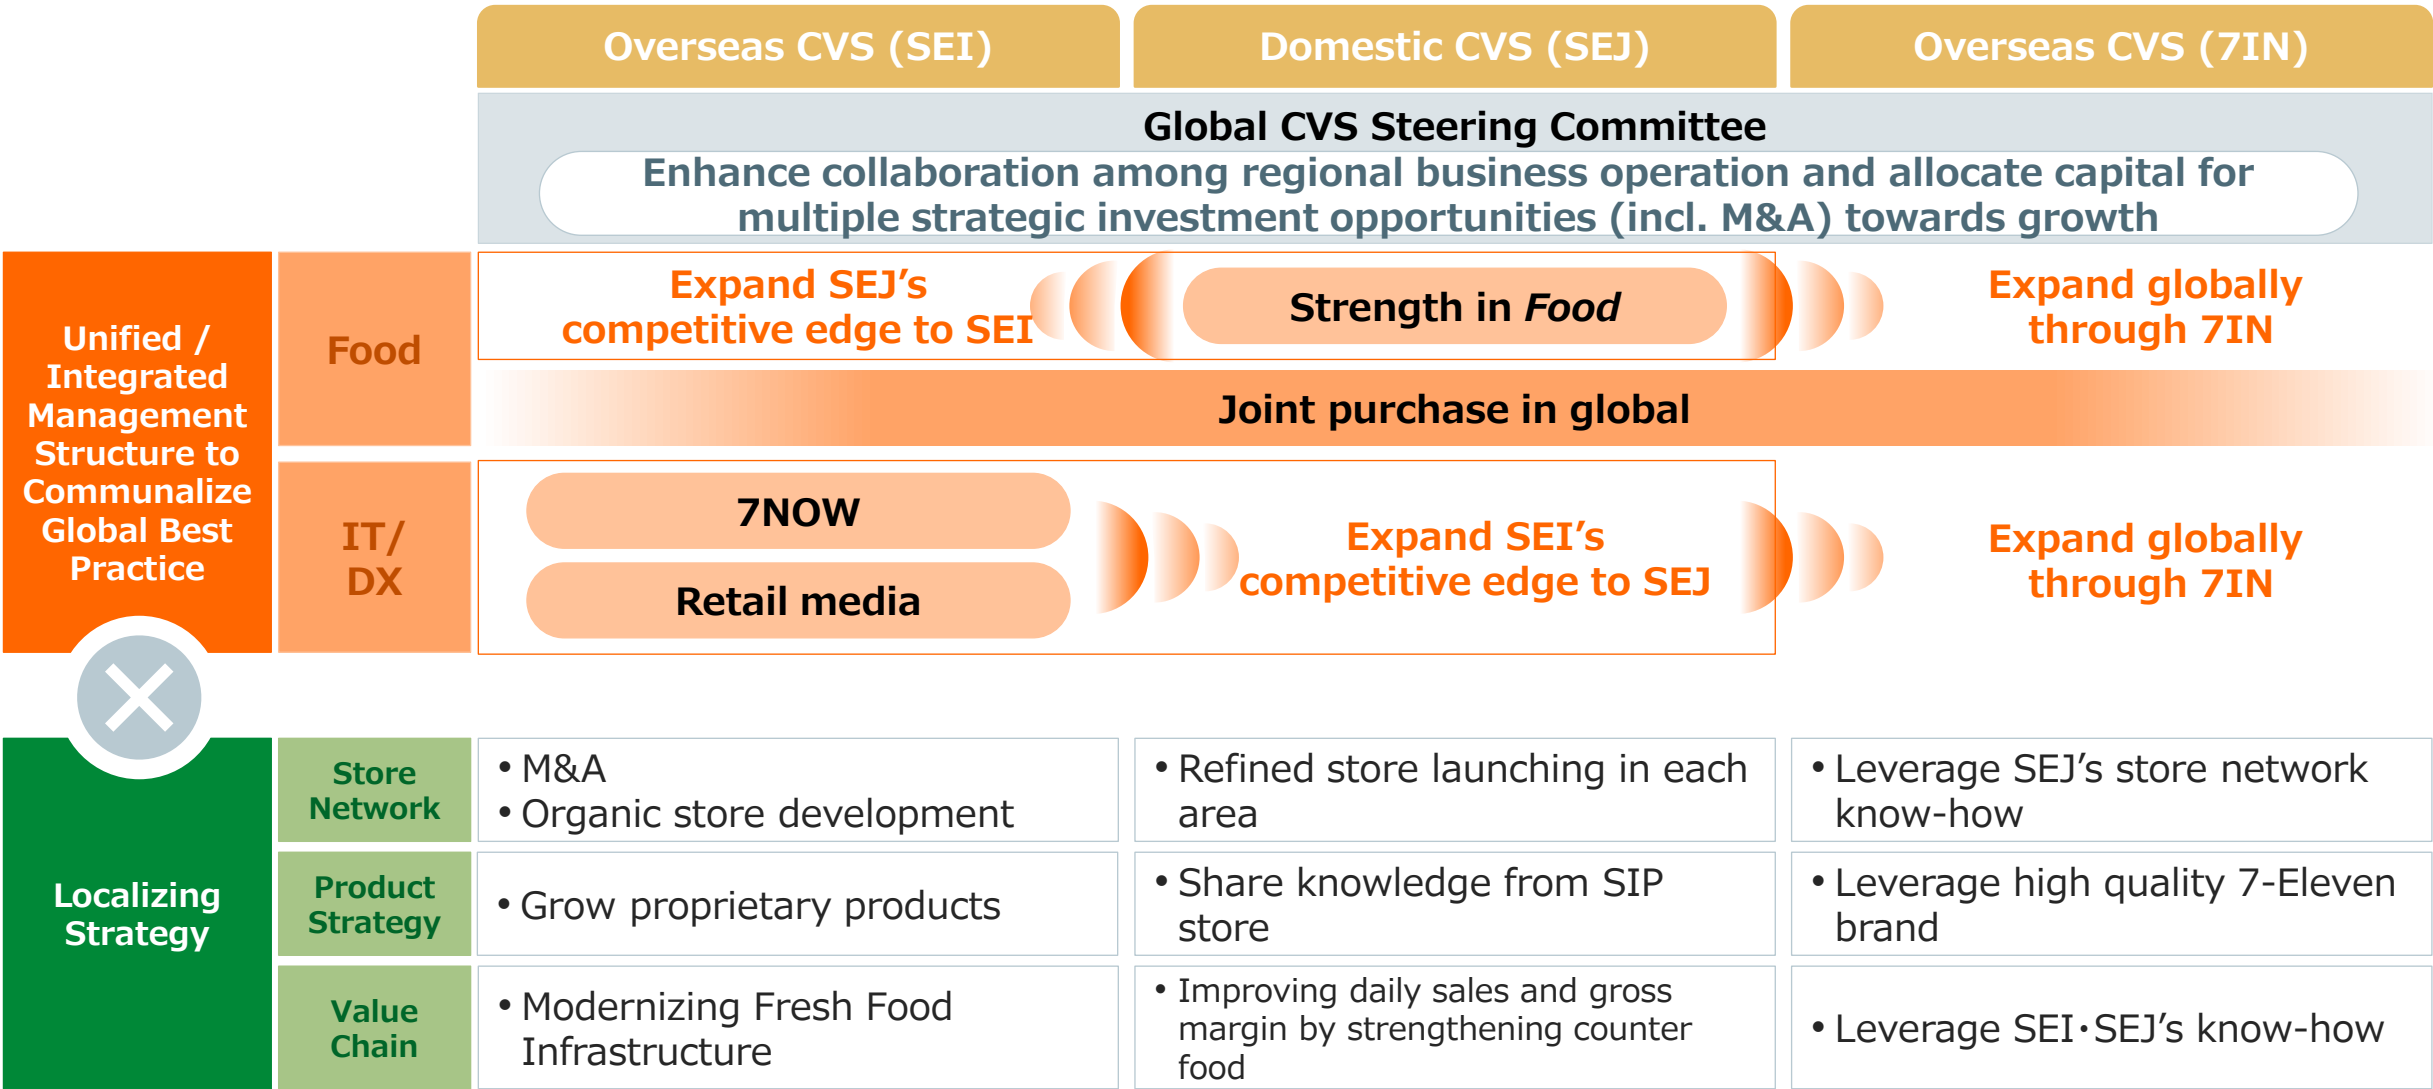 Overseas CVS (SEI)
Domestic CVS (SEJ)
Overseas CVS (7IN)
Global CVS Steering Committee
Enhance collaboration among regional business operation and allocate capital for
multiple strategic investment opportunities (incl. M&A) towards growth
Unified /
Integrated
Management
Structure to
Communalize
Global Best
Practice
Food
Expand SEJ’s
competitive edge to SEI
Strength in Food
Expand globally
through 7IN
Joint purchase in global
IT/
DX
7NOW
Retail media
Expand SEI’s
competitive edge to SEJ
Expand globally
through 7IN
Localizing
Strategy
Store
Network
• M&A
• Organic store development
• Refined store launching in each
area
• Leverage SEJ’s store network
know-how
Product
Strategy
• Grow proprietary products
• Share knowledge from SIP
store
• Leverage high quality 7-Eleven
brand
Value
Chain
• Modernizing Fresh Food
Infrastructure
• Improving daily sales and gross
margin by strengthening counter
food
• Leverage SEI・SEJ’s know-how